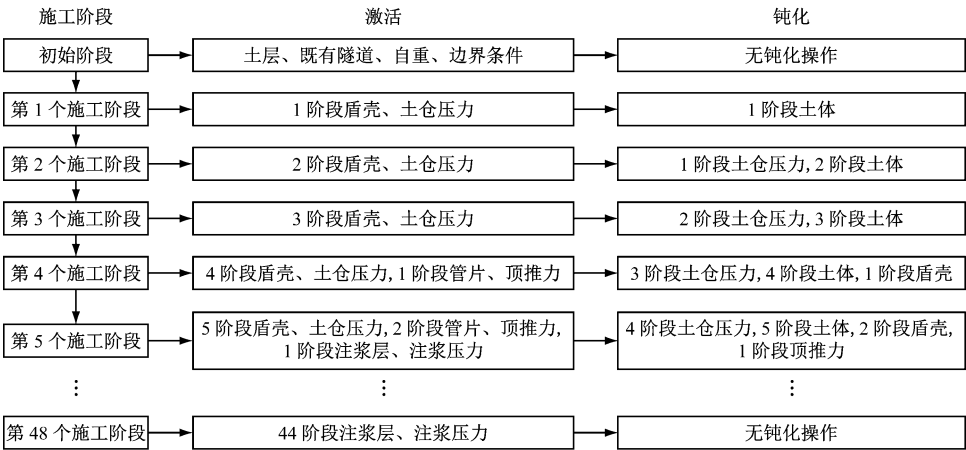 施工阶段 激活 钝化
初始阶段 土层、既有隧道、自重、边界条件 无钝化操作
第 1 个施工阶段 1 阶段盾壳、土仓压力 1 阶段土体
第 2 个施工阶段 2 阶段盾壳、土仓压力 1 阶段土仓压力,2 阶段土体
第 3 个施工阶段 3 阶段盾壳、土仓压力 2 阶段土仓压力,3 阶段土体
第 4 个施工阶段 4 阶段盾壳、土仓压力,1 阶段管片、顶推力 3 阶段土仓压力,4 阶段土体,1 阶段盾壳
第 5 个施工阶段 5 阶段盾壳、土仓压力,2 阶段管片、顶推力, 4 阶段土仓压力,5 阶段土体,2 阶段盾壳,
1 阶段注浆层、注浆压力 1 阶段顶推力
⋮ ⋮ ⋮
第 48 个施工阶段 44 阶段注浆层、注浆压力 无钝化操作